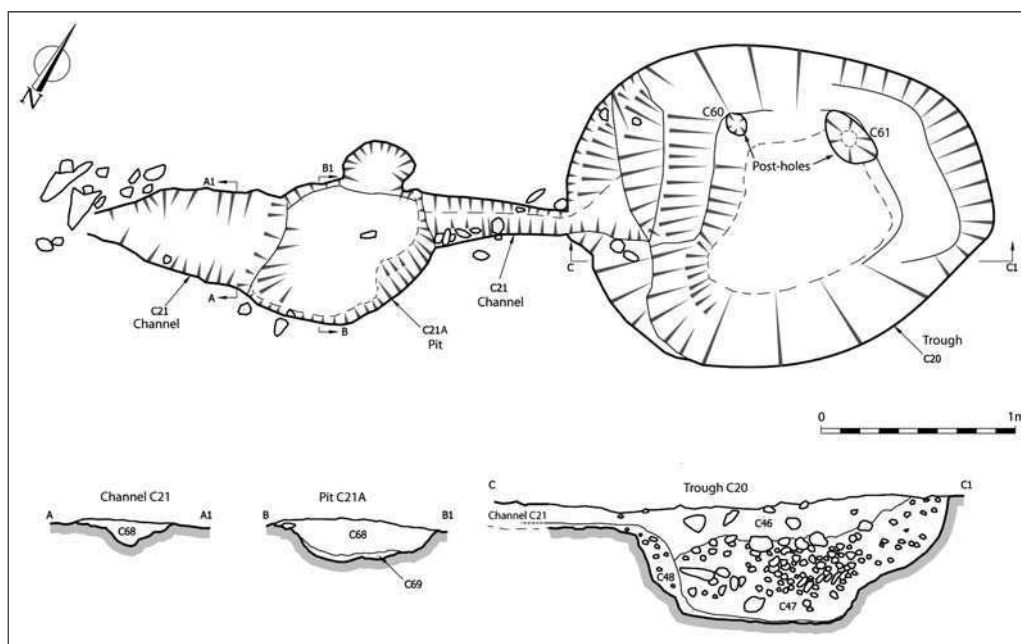 N
A1
B1
C60
C61
Post-holes
C
C1
C21
Channel
A
B
C21
Channel
C21A
Pit
Trough
C20
0
1m
Channel C21
Pit C21A
C
Trough C20
C1
A
A1
B
B1
C68
C68
C69
Channel C21
C46
C48
C47